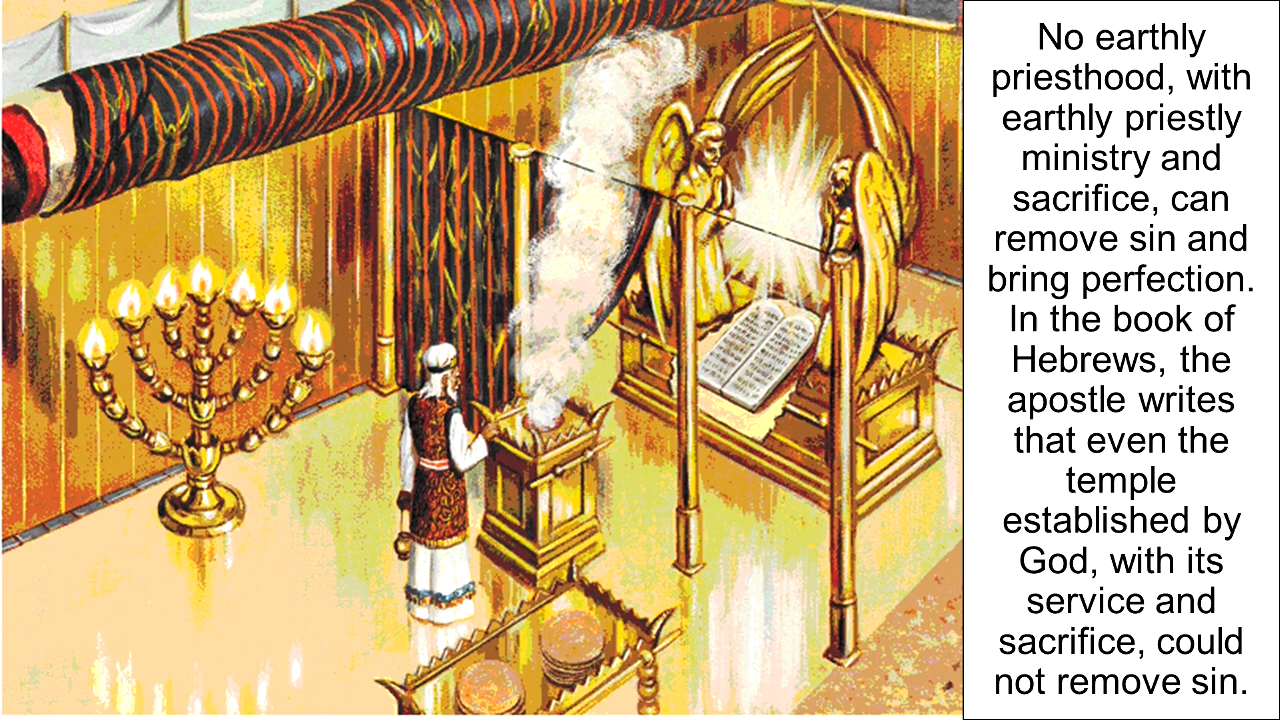 No earthly
priesthood, with
earthly priestly
ministry and
sacrifice, can
remove sin and
bring perfection.
In the book of
Hebrews, the
apostle writes
that even the
temple
established by
God, with its
service and
sacrifice, could
not remove sin.